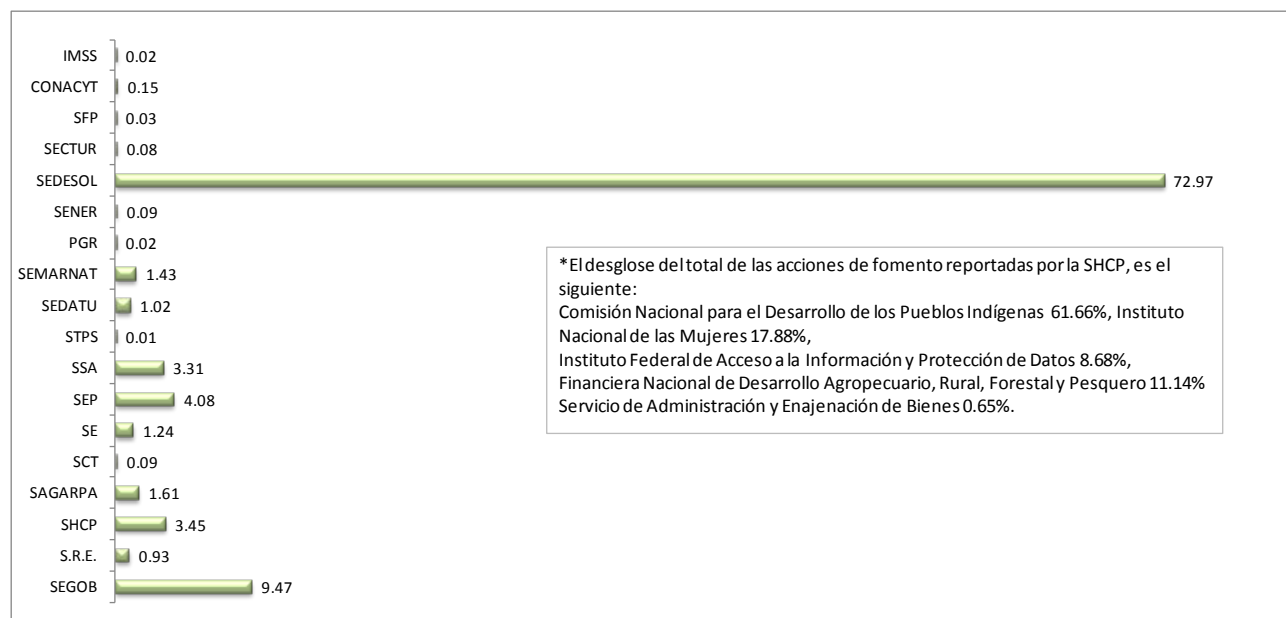 IMSS 0.02
CONACYT 0.15
SFP 0.03
SECTUR 0.08
SEDESOL 72.97
SENER 0.09
PGR 0.02
SEMARNAT 1.43
SEDATU 1.02
STPS 0.01
SSA 3.31
SEP 4.08
SE 1.24
SCT 0.09
SAGARPA 1.61
SHCP 3.45
S.R.E. 0.93
SEGOB 9.47
*El desglose del total de las acciones de fomento reportadas por la SHCP, es el
siguiente:
Comisión Nacional para el Desarrollo de los Pueblos Indígenas 61.66%, Instituto
Nacional de las Mujeres 17.88%,
Instituto Federal de Acceso a la Información y Protección de Datos 8.68%,
Financiera Nacional de Desarrollo Agropecuario, Rural, Forestal y Pesquero 11.14%
Servicio de Administración y Enajenación de Bienes 0.65%.